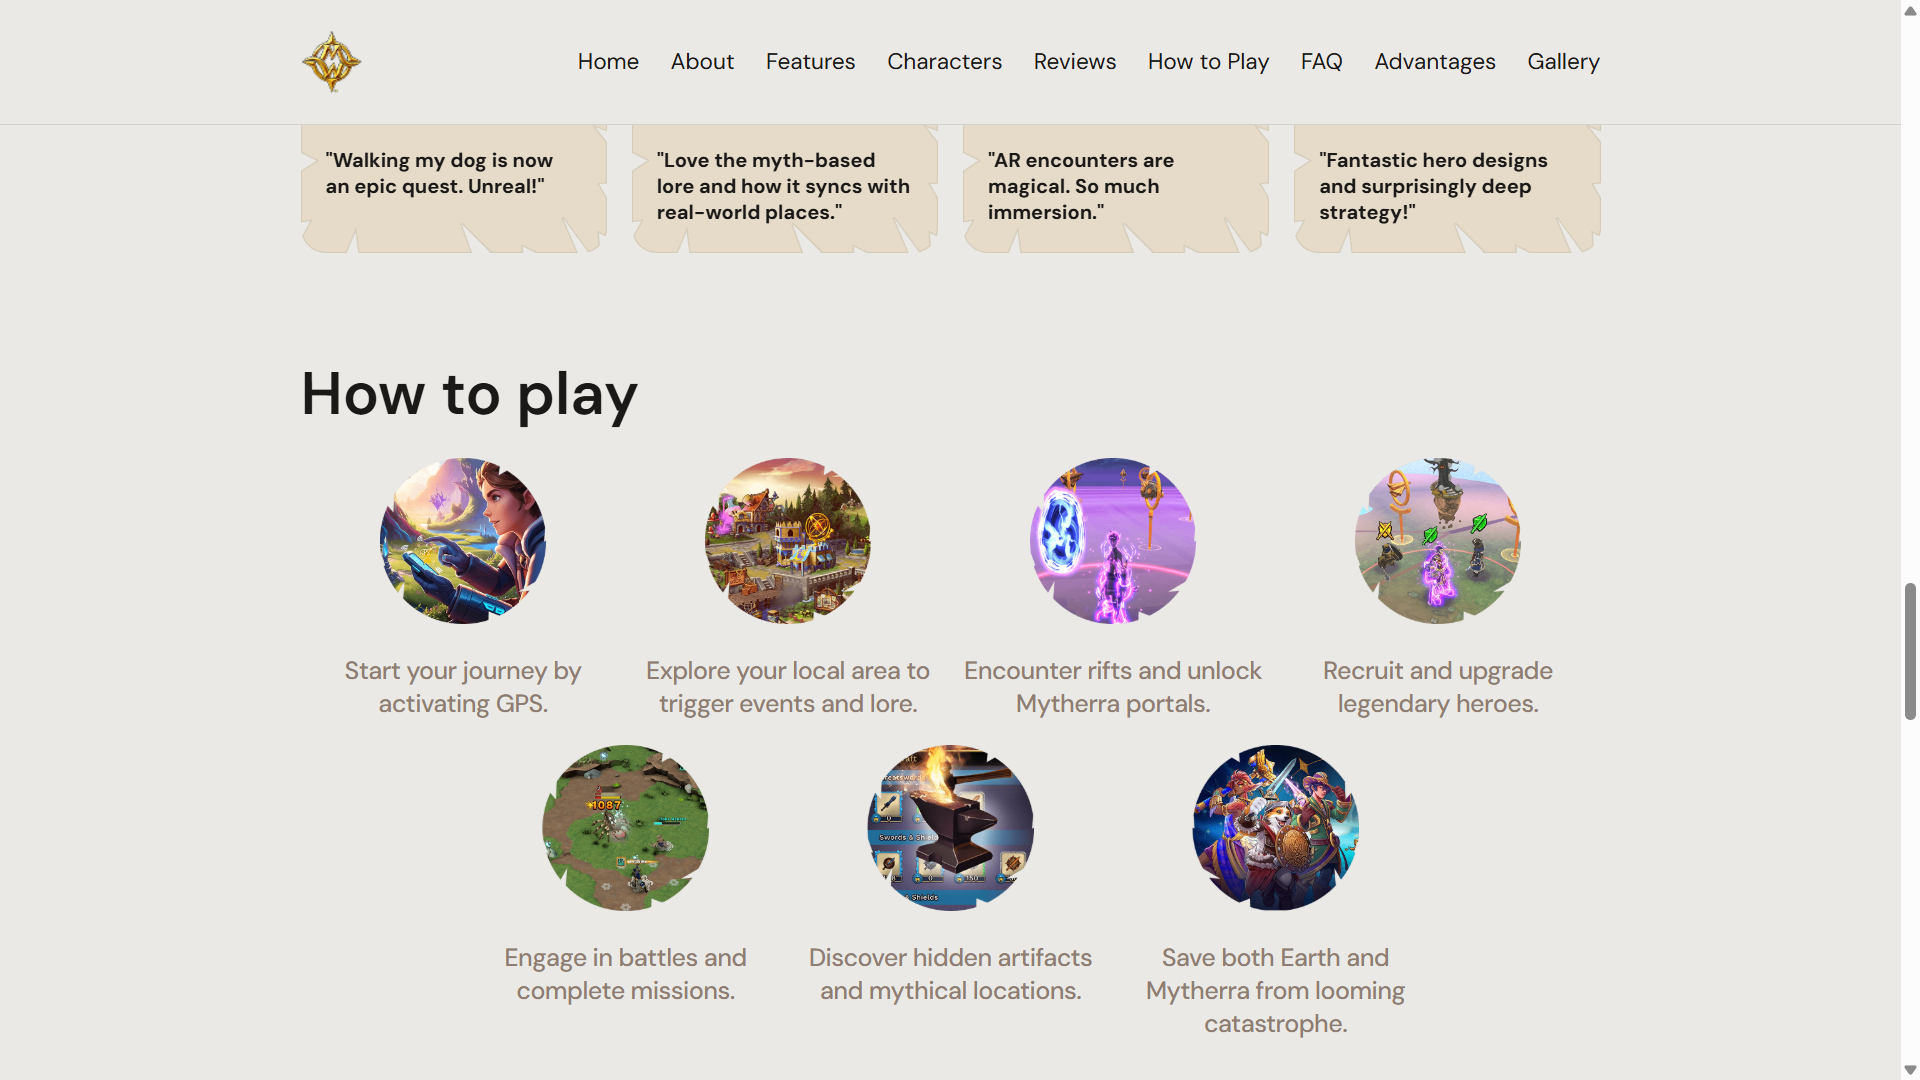 Home About Features Characters Reviews How to Play FAQ Advantages Gallery
"Walking my dog is now
an epic quest. Unreal!"
"Love the myth-based
lore and how it syncs with
real-world places."
"AR encounters are
magical. So much
immersion."
"Fantastic hero designs
and surprisingly deep
strategy!"
How to play
Start your journey by
activating GPS.
Explore your local area to
trigger events and lore.
Encounter rifts and unlock
Mytherra portals.
Recruit and upgrade
legendary heroes.
1087
Engage in battles and
complete missions.
Swords & Shield
Shields
Discover hidden artifacts
and mythical locations.
Save both Earth and
Mytherra from looming
catastrophe.